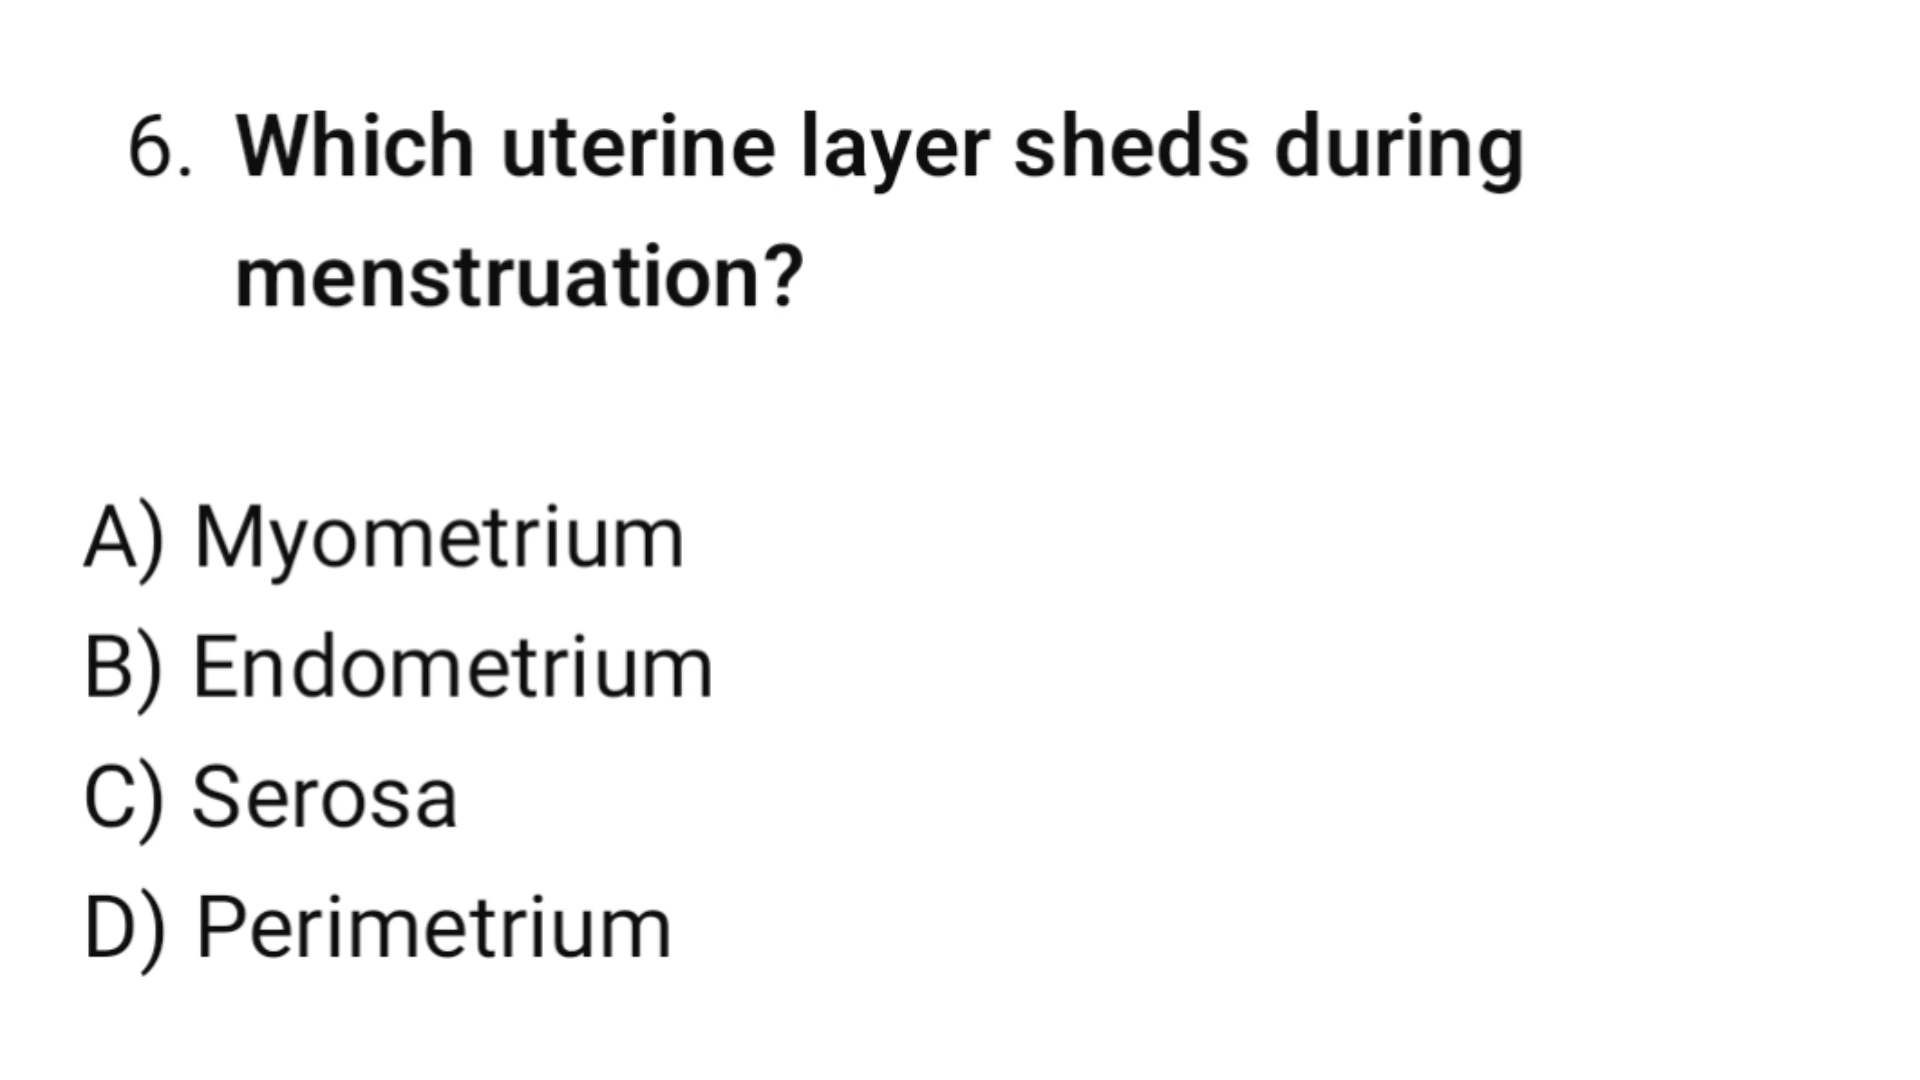 6. Which uterine layer sheds during
menstruation?
A) Myometrium
B) Endometrium
C) Serosa
D) Perimetrium